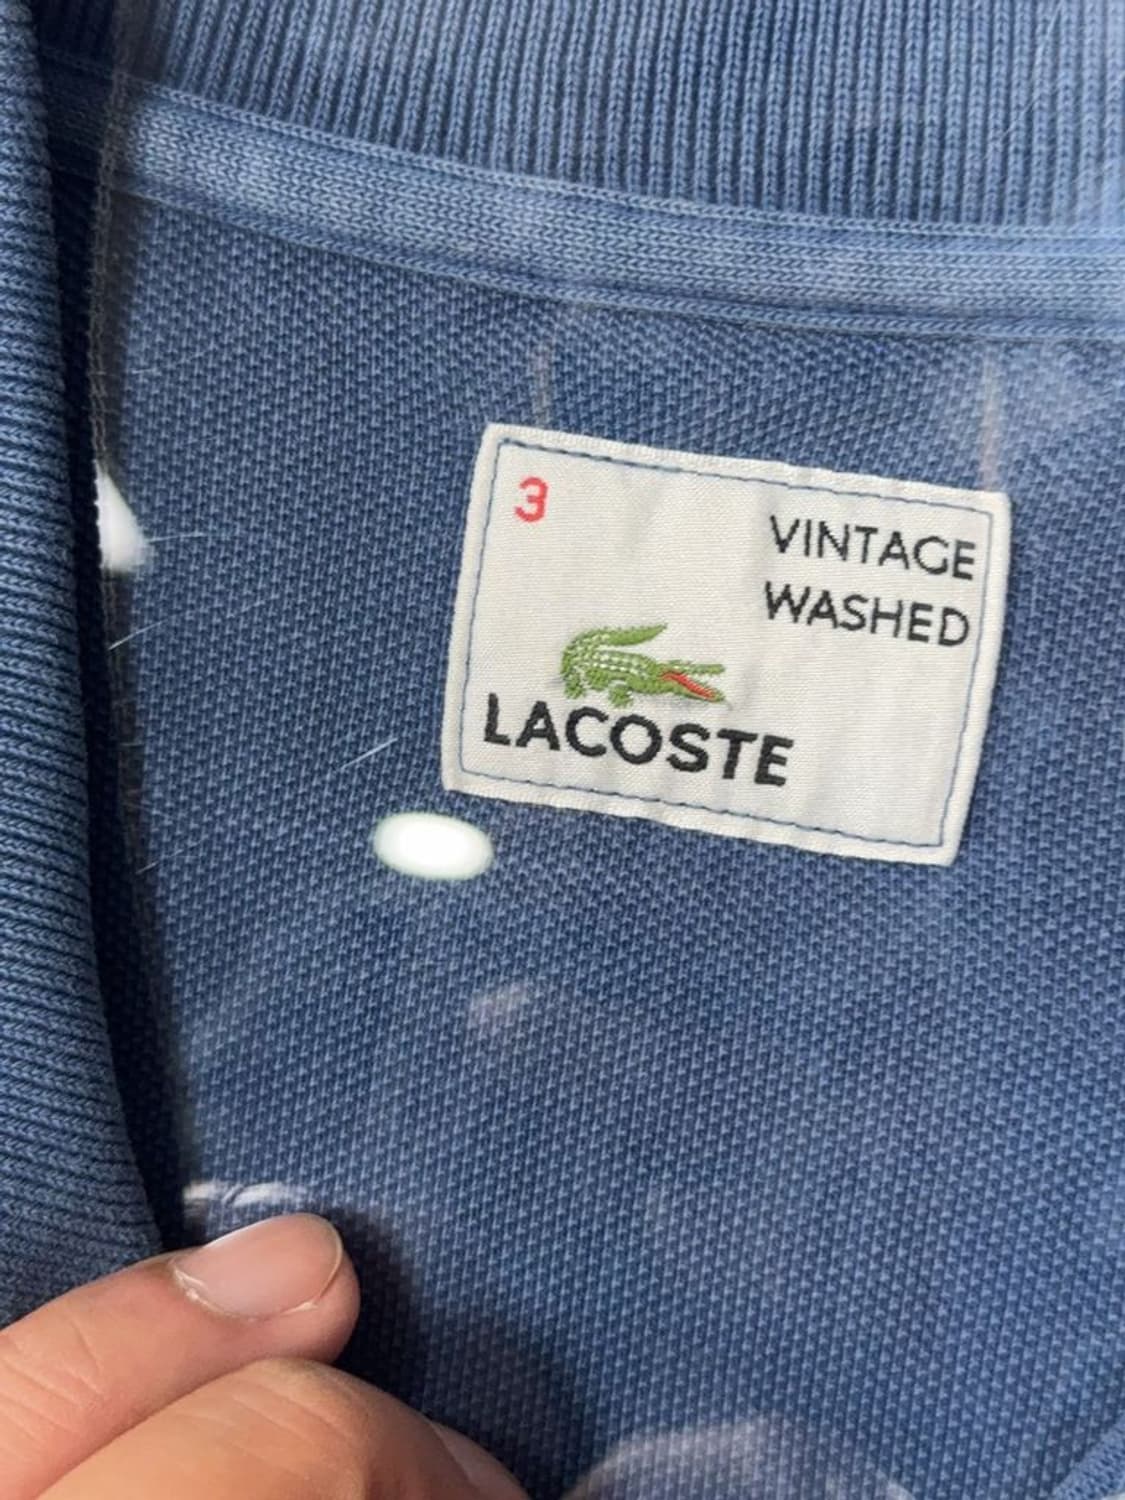 3
VINTAGE
WASHED
LACOSTE